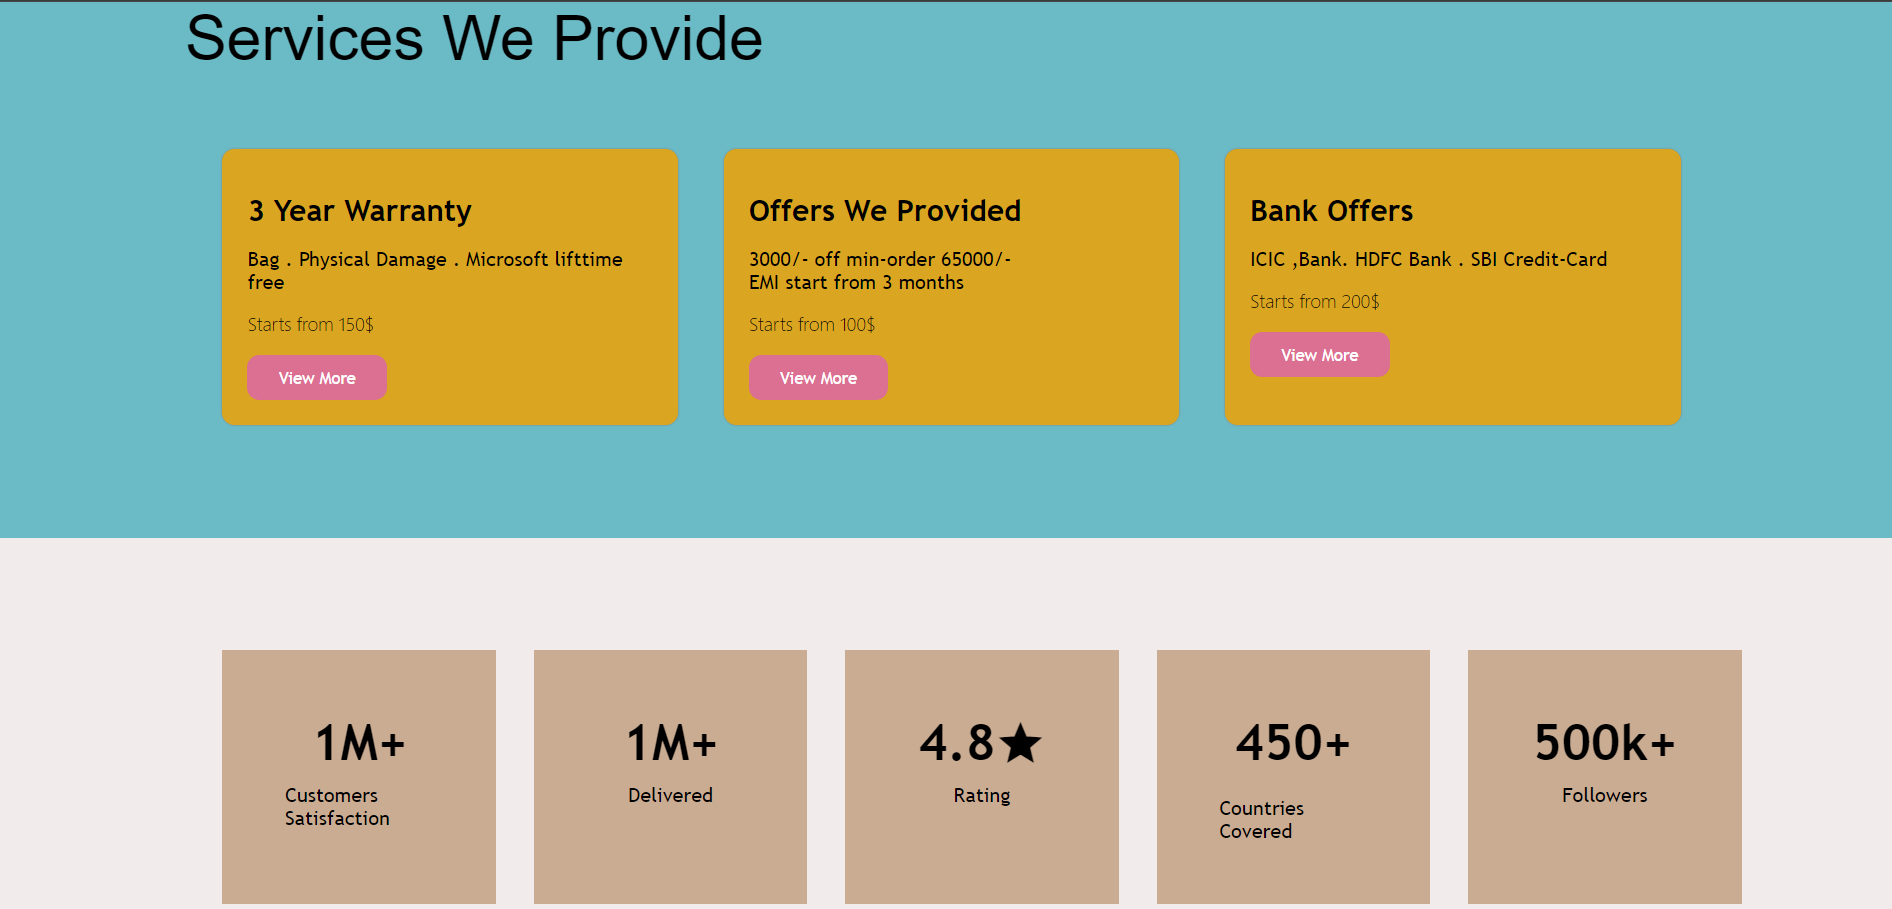 Services We Provide
3 Year Warranty
Bag . Physical Damage . Microsoft lifttime
free
Starts from 150$
View More
Offers We Provided
3000/- off min-order 65000/-
EMI start from 3 months
Starts from 100$
View More
Bank Offers
ICIC ,Bank. HDFC Bank . SBI Credit-Card
Starts from 200$
View More
1M+
Customers
Satisfaction
1M+
Delivered
4.8★
Rating
450+
Countries
Covered
500k+
Followers